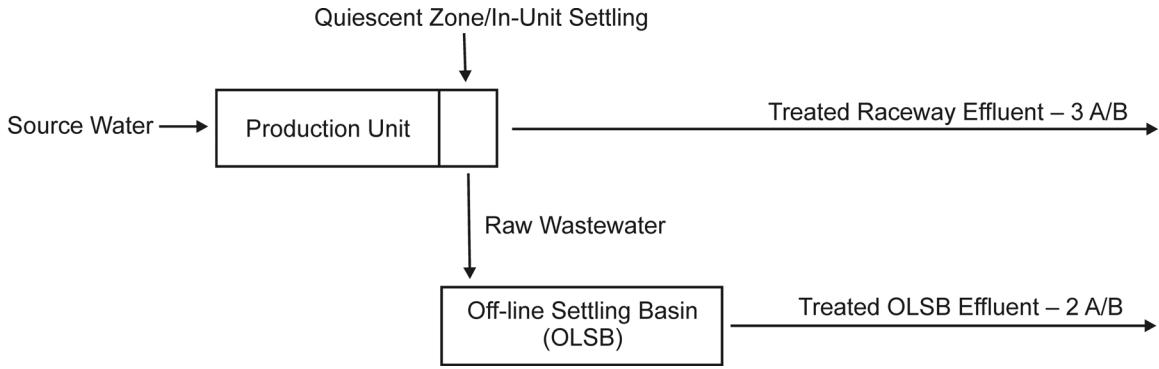 Quiescent Zone/In-Unit Settling
Source Water
Production Unit
Treated Raceway Effluent – 3 A/B
Raw Wastewater
Off-line Settling Basin
(OLSB)
Treated OLSB Effluent – 2 A/B